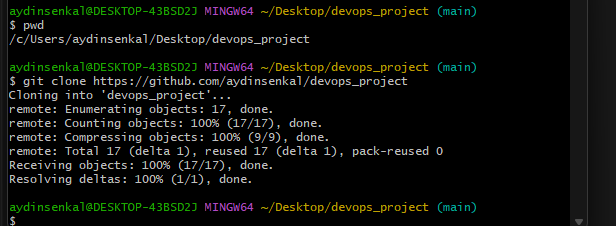 aydinsenkal@DESKTOP-43BSD2J MINGW64 ~/Desktop/devops_project (main)
$ pwd
/c/Users/aydinsenkal/Desktop/devops_project
aydinsenkal@DESKTOP-43BSD2J MINGW64 ~/Desktop/devops_project (main)
$ git clone https://github.com/aydinsenkal/devops_project
Cloning into 'devops_project'...
remote: Enumerating objects: 17, done.
remote: Counting objects: 100% (17/17), done.
remote: Compressing objects: 100% (9/9), done.
remote: Total 17 (delta 1), reused 17 (delta 1), pack-reused 0
Receiving objects: 100% (17/17), done.
Resolving deltas: 100% (1/1), done.
aydinsenkal@DESKTOP-43BSD2J MINGW64 ~/Desktop/devops_project (main)
$